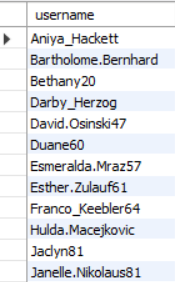 username
Aniya_Hackett
Bartholome.Bernhard
Bethany20
Darby_Herzog
David.Osinski47
Duane60
Esmeralda.Mraz57
Esther.Zulauf61
Franco_Keebler64
Hulda.Macejkovic
Jaclyn81
Janelle.Nikolaus81